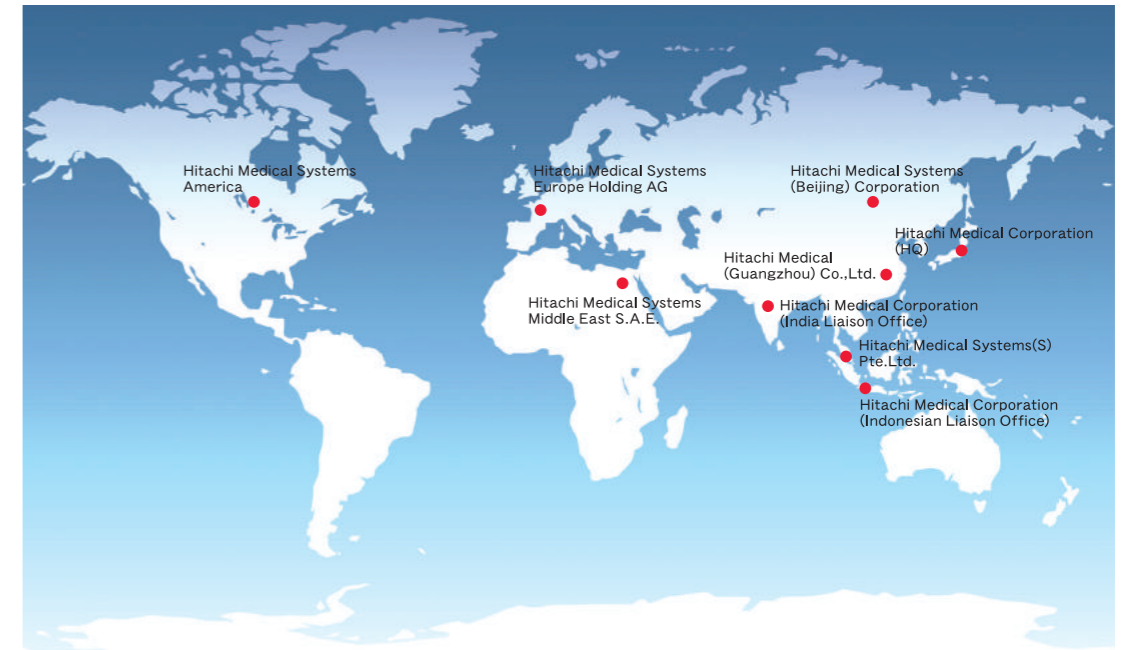 Hitachi Medical Systems
America
Hitachi Medical Systems
Europe Holding AG
Hitachi Medical Systems
(Beijing) Corporation
Hitachi Medical Corporation
(HQ)
Hitachi Medical
(Guangzhou) Co.,Ltd.
Hitachi Medical Systems
Middle East S.A.E.
Hitachi Medical Corporation
(India Liaison Office)
Hitachi Medical Systems(S)
Pte.Ltd.
Hitachi Medical Corporation
(Indonesian Liaison Office)